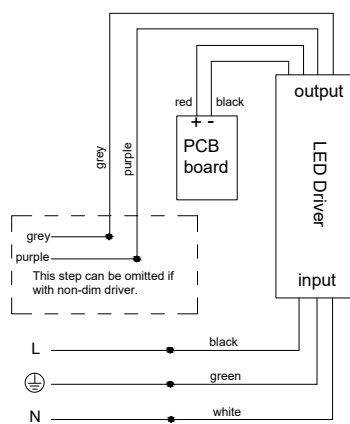 output
red
black
+ -
PCB
board
LED Driver
grey
purple
grey
purple
This step can be omitted if
with non-dim driver.
input
L
black
green
N
white